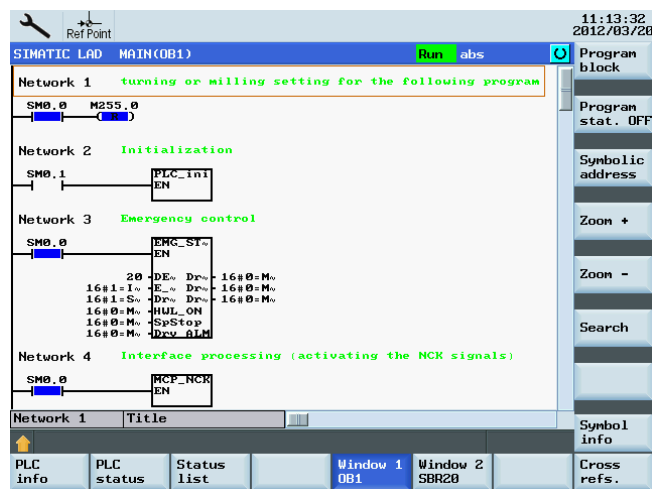 Ref Point
11:13:32
2012/03/20
SIMATIC LAD MAIN(OB1)
Run abs
Network 1 turning or milling setting for the following program
SM0.0 M255.0
Network 2 Initialization
SM0.1 PLC_ini
EN
Network 3 Emergency control
SM0.0 EMG_ST~
EN
20 DE~ Dr~ 16#0=M~
16#1=I~ E_~ Dr~ 16#0=M~
16#1=S~ Dr~ Dr~ 16#0=M~
16#0=M~ HWL_ON
16#0=M~ SpStop
16#0=M~ Drv_ALM
Network 4 Interface processing (activating the NCK signals)
SM0.0 MCP_NCK
EN
Network 1 Title
Program
block
Program
stat. OFF
Symbolic
address
Zoom +
Zoom -
Search
Symbol
info
PLC
info
PLC
status
Status
list
Window 1
OB1
Window 2
SBR20
Cross
refs.